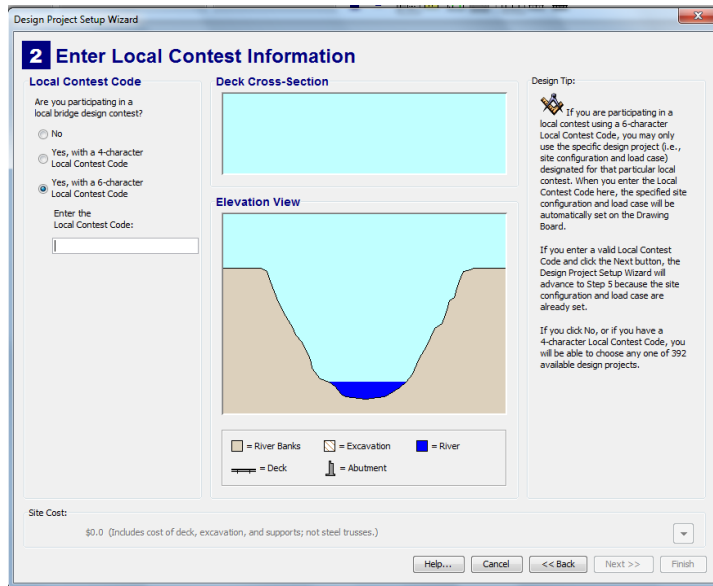 Design Project Setup Wizard
2 Enter Local Contest Information
Local Contest Code
Are you participating in a
local bridge design contest?
No
Yes, with a 4-character
Local Contest Code
Yes, with a 6-character
Local Contest Code
Enter the
Local Contest Code:
Deck Cross-Section
Elevation View
= River Banks
= Excavation
= River
= Deck
= Abutment
Design Tip:
If you are participating in a
local contest using a 6-character
Local Contest Code, you may only
use the specific design project (i.e.,
site configuration and load case)
designated for that particular local
contest. When you enter the Local
Contest Code here, the specified site
configuration and load case will be
automatically set on the Drawing
Board.
If you enter a valid Local Contest
Code and click the Next button, the
Design Project Setup Wizard will
advance to Step 5 because the site
configuration and load case are
already set.
If you click No, or if you have a
4-character Local Contest Code, you
will be able to choose any one of 392
available design projects.
Site Cost:
$0.0 (Includes cost of deck, excavation, and supports; not steel trusses.)
Help...
Cancel
<< Back
Next >>
Finish